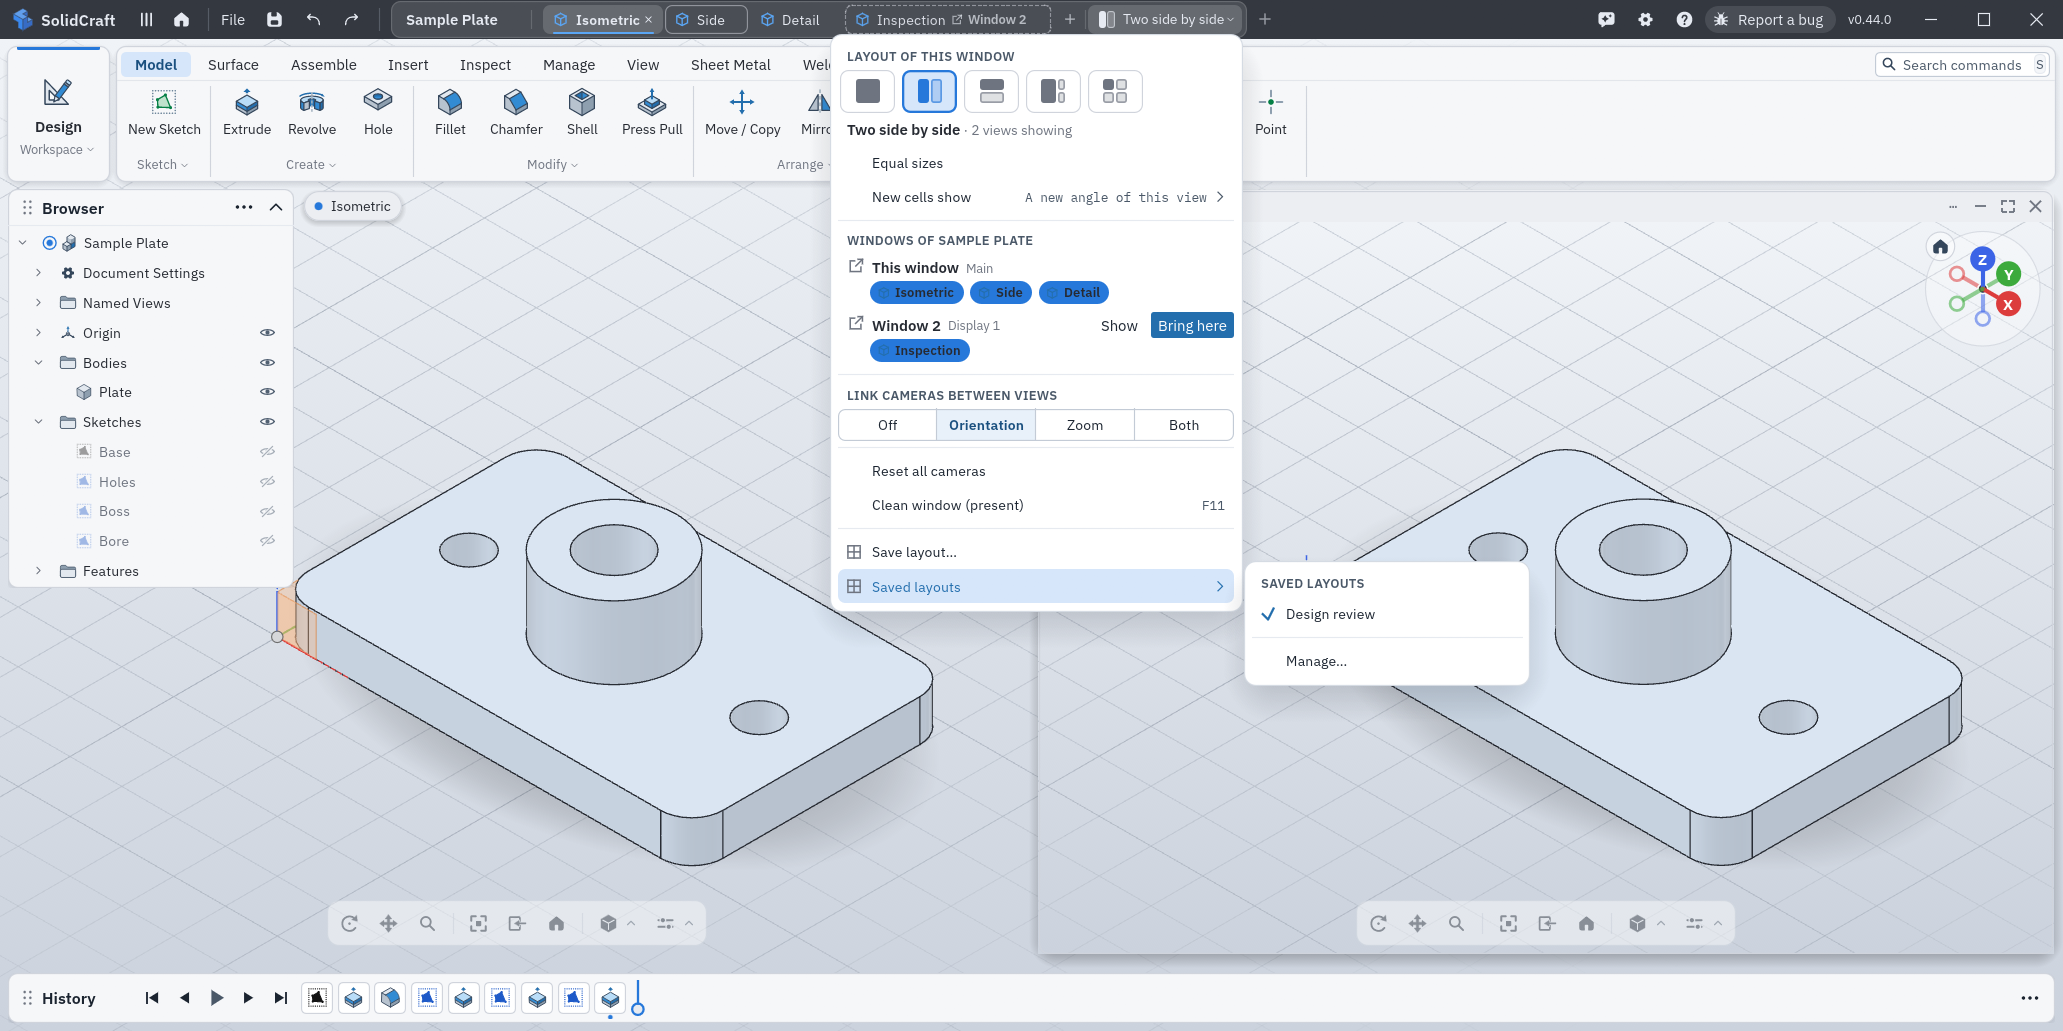 SolidCraft
File
Sample Plate
Isometric ×
Side
Detail
Inspection Window 2
Two side by side
Report a bug
v0.44.0
Design
Workspace
Model Surface Assemble Insert Inspect Manage View Sheet Metal
Search commands S
New Sketch Extrude Revolve Hole Fillet Chamfer Shell Press Pull Move / Copy Point
Sketch Create Modify Arrange
Browser
Sample Plate
Document Settings
Named Views
Origin
Bodies
Plate
Sketches
Base
Holes
Boss
Bore
Features
Isometric
LAYOUT OF THIS WINDOW
Two side by side · 2 views showing
Equal sizes
New cells show A new angle of this view
WINDOWS OF SAMPLE PLATE
This window Main
Isometric Side Detail
Window 2 Display 1 Show Bring here
Inspection
LINK CAMERAS BETWEEN VIEWS
Off Orientation Zoom Both
Reset all cameras
Clean window (present) F11
Save layout...
Saved layouts
SAVED LAYOUTS
Design review
Manage...
Z
Y
X
History